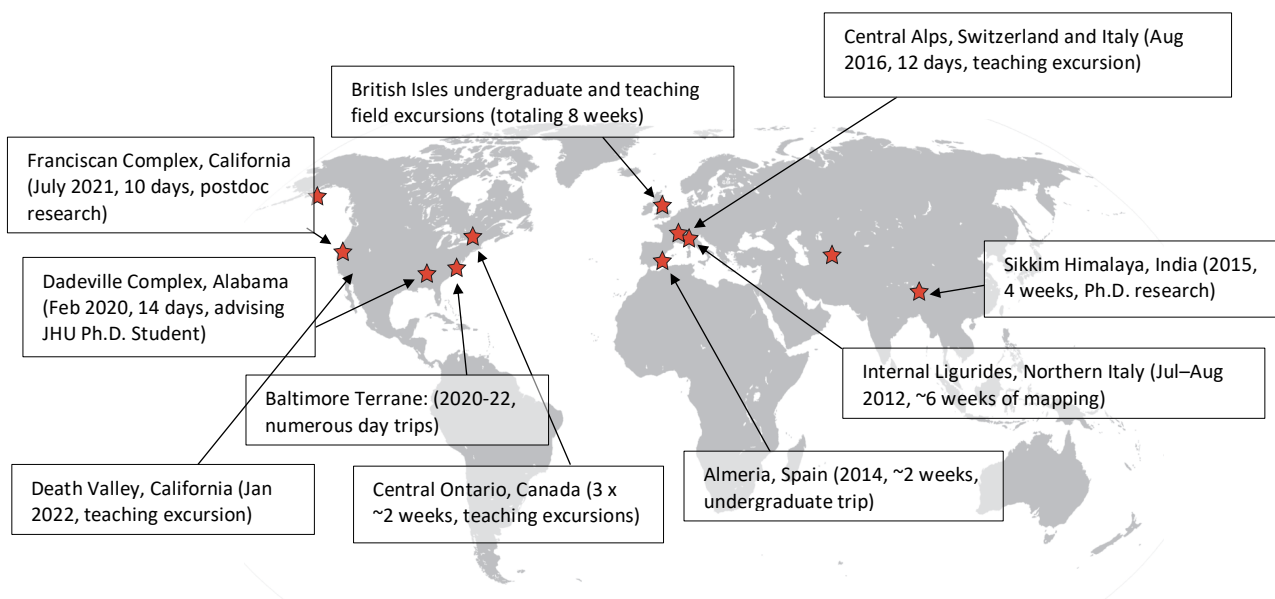 Central Alps, Switzerland and Italy (Aug
2016, 12 days, teaching excursion)
British Isles undergraduate and teaching
field excursions (totaling 8 weeks)
Franciscan Complex, California
(July 2021, 10 days, postdoc
research)
Dadeville Complex, Alabama
(Feb 2020, 14 days, advising
JHU Ph.D. Student)
Sikkim Himalaya, India (2015,
4 weeks, Ph.D. research)
Internal Ligurides, Northern Italy (Jul–Aug
2012, ~6 weeks of mapping)
Baltimore Terrane: (2020-22,
numerous day trips)
Almeria, Spain (2014, ~2 weeks,
undergraduate trip)
Death Valley, California (Jan
2022, teaching excursion)
Central Ontario, Canada (3 x
~2 weeks, teaching excursions)